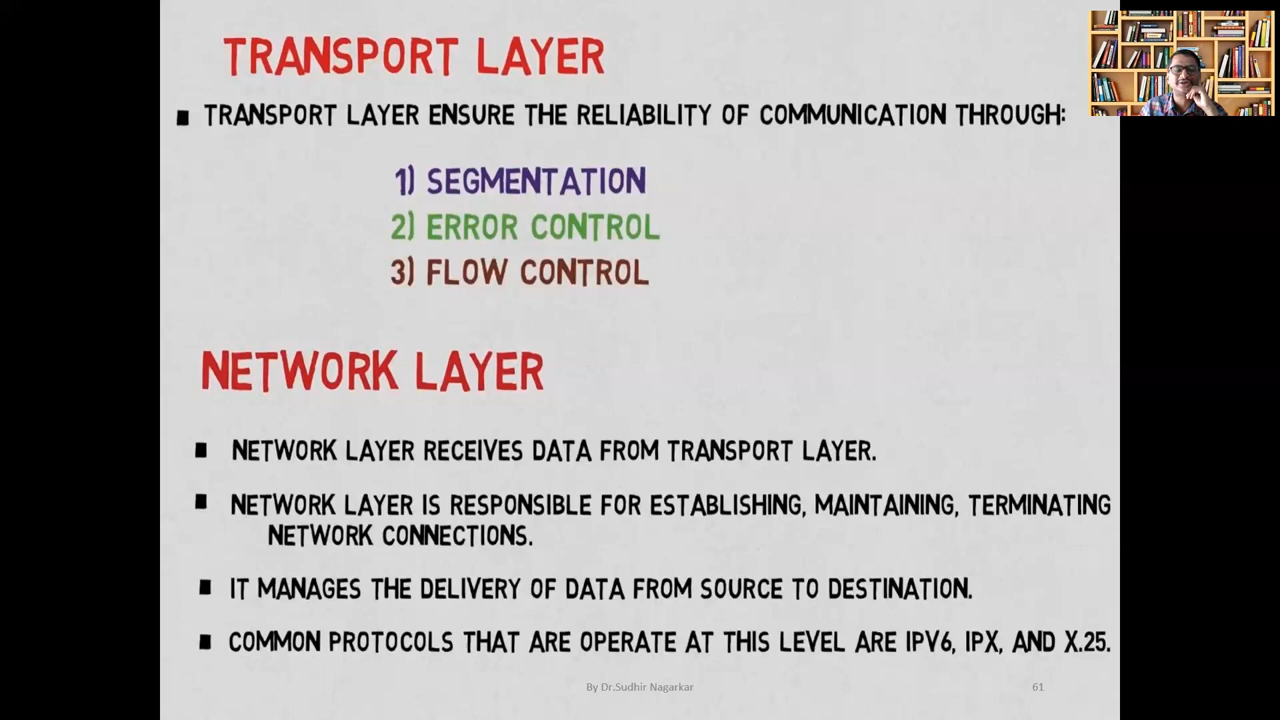 TRANSPORT LAYER
▪ TRANSPORT LAYER ENSURE THE RELIABILITY OF COMMUNICATION THROUGH:
1) SEGMENTATION
2) ERROR CONTROL
3) FLOW CONTROL
NETWORK LAYER
▪ NETWORK LAYER RECEIVES DATA FROM TRANSPORT LAYER.
▪ NETWORK LAYER IS RESPONSIBLE FOR ESTABLISHING, MAINTAINING, TERMINATING
NETWORK CONNECTIONS.
▪ IT MANAGES THE DELIVERY OF DATA FROM SOURCE TO DESTINATION.
▪ COMMON PROTOCOLS THAT ARE OPERATE AT THIS LEVEL ARE IPV6, IPX, AND X.25.
By Dr.Sudhir Nagarkar
61